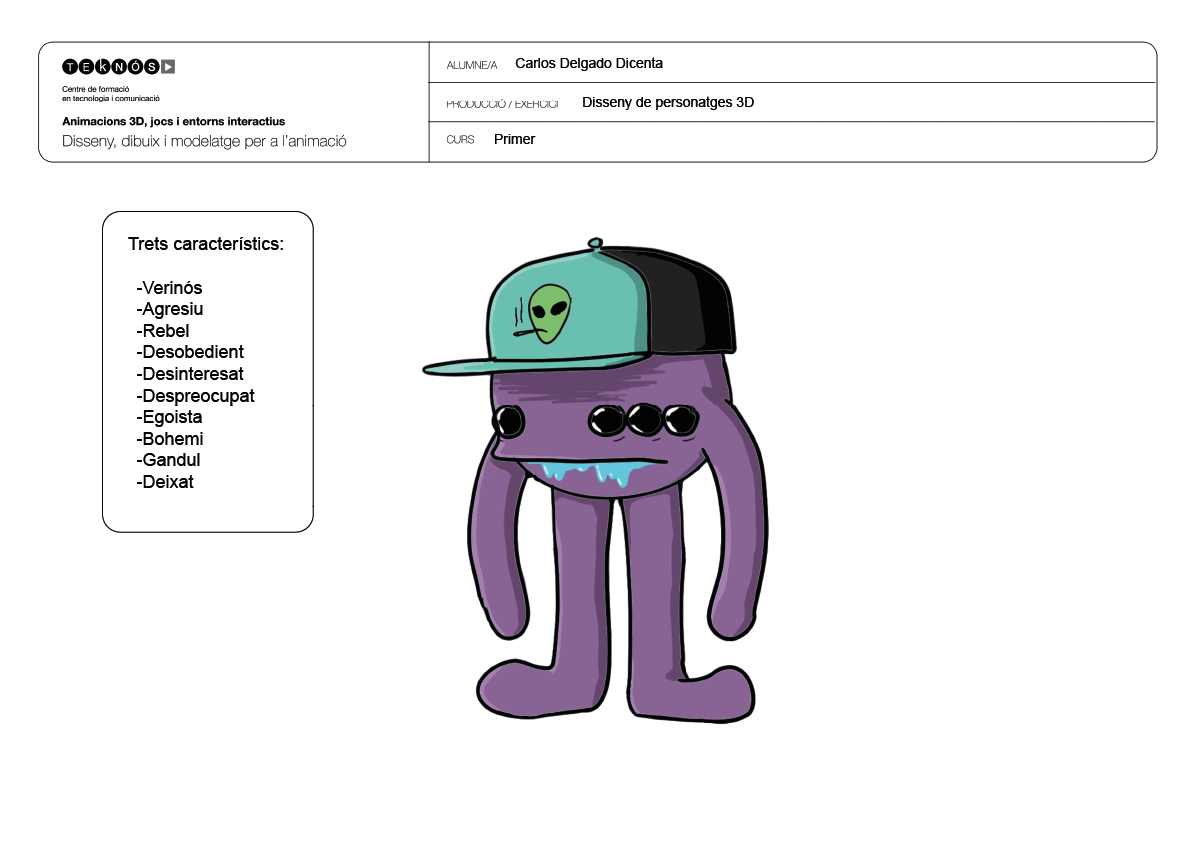 TEKNÓS
Centre de formació
en tecnologia i comunicació
Animacions 3D, jocs i entorns interactius
Disseny, dibuix i modelatge per a l'animació
ALUMNE/A Carlos Delgado Dicenta
PRODUCCIÓ / EXERCICI Disseny de personatges 3D
CURS Primer
Trets característics:
-Verinós
-Agresiu
-Rebel
-Desobedient
-Desinteresat
-Despreocupat
-Egoista
-Bohemi
-Gandul
-Deixat